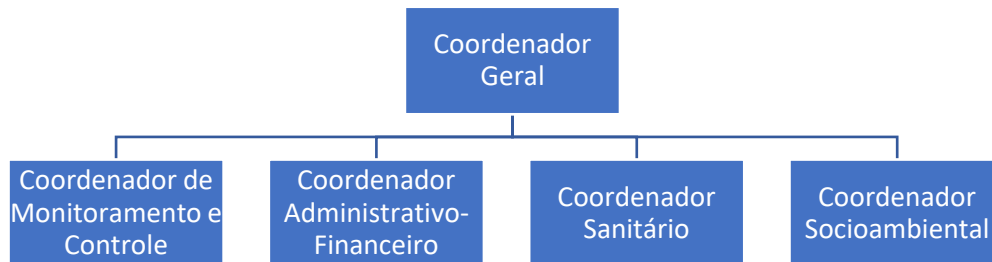 Coordenador
Geral
Coordenador de
Monitoramento e
Controle
Coordenador
Administrativo-
Financeiro
Coordenador
Sanitário
Coordenador
Socioambiental